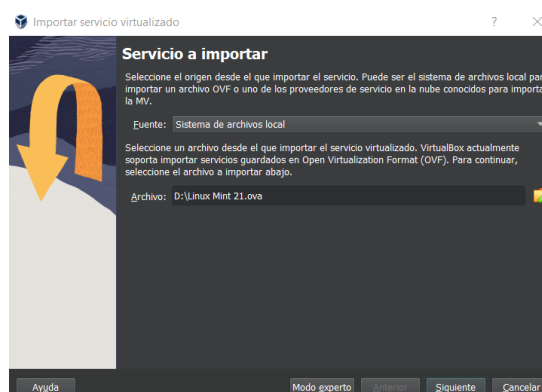 Importar servicio virtualizado
Servicio a importar
Seleccione el origen desde el que importar el servicio. Puede ser el sistema de archivos local par
importar un archivo OVF o uno de los proveedores de servicio en la nube conocidos para importa
la MV.
Fuente: Sistema de archivos local
Seleccione un archivo desde el que importar el servicio virtualizado. VirtualBox actualmente
soporta importar servicios guardados en Open Virtualization Format (OVF). Para continuar,
seleccione el archivo a importar abajo.
Archivo: D:\Linux Mint 21.ova
Ayuda Modo experto Anterior Siguiente Cancelar